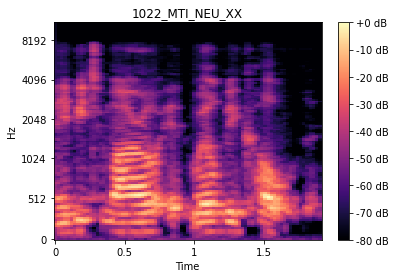 1022_MTI_NEU_XX
8192
4096
2048
1024
512
0
Hz
0
0.5
1
1.5
Time
+0 dB
-10 dB
-20 dB
-30 dB
-40 dB
-50 dB
-60 dB
-70 dB
-80 dB